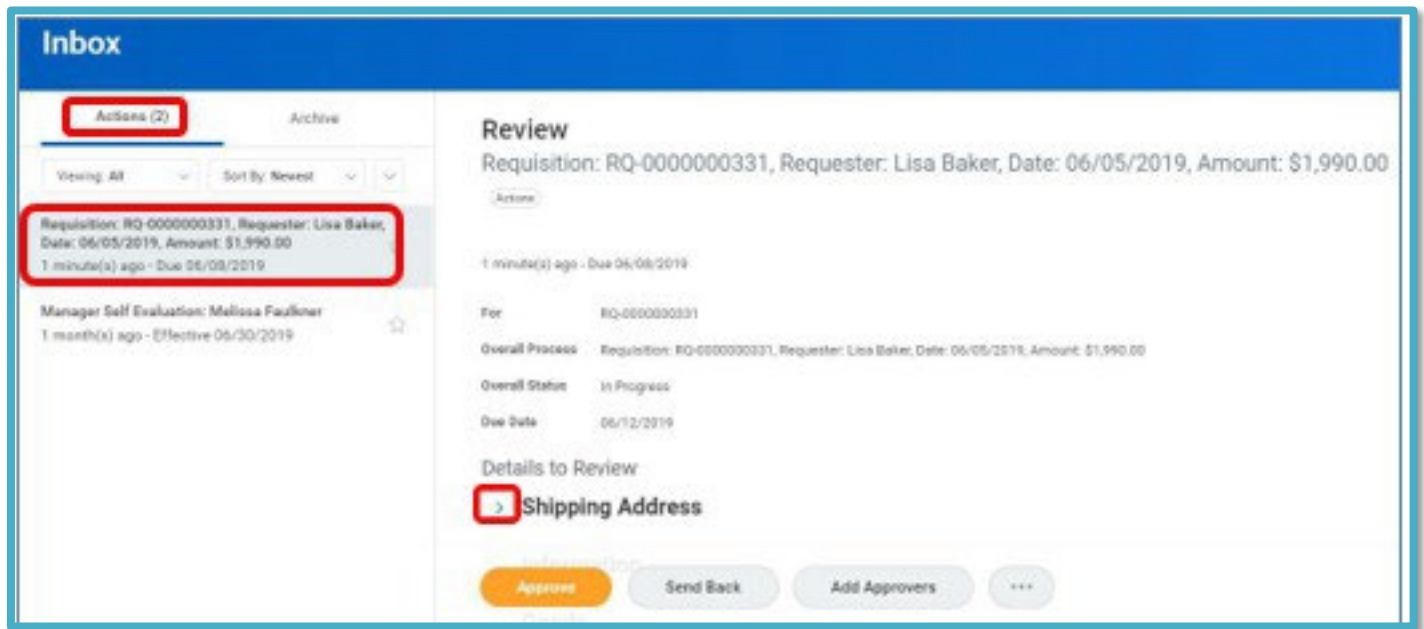 Inbox
Actions (2)
Archive
Viewing: All
Sort By: Newest
Requisition: RQ-0000000331, Requester: Lisa Baker,
Date: 06/05/2019, Amount: $1,990.00
1 minute(s) ago - Due 06/08/2019
Manager Self Evaluation: Melissa Faulkner
1 month(s) ago - Effective 06/30/2019
Review
Requisition: RQ-0000000331, Requester: Lisa Baker, Date: 06/05/2019, Amount: $1,990.00
Actions
1 minute(s) ago - Due 06/08/2019
For RQ-0000000331
Overall Process Requisition: RQ-0000000331, Requester: Lisa Baker, Date: 06/05/2019, Amount: $1,990.00
Overall Status In Progress
Due Date 06/12/2019
Details to Review
Shipping Address
Information
Approve
Send Back
Add Approvers
...